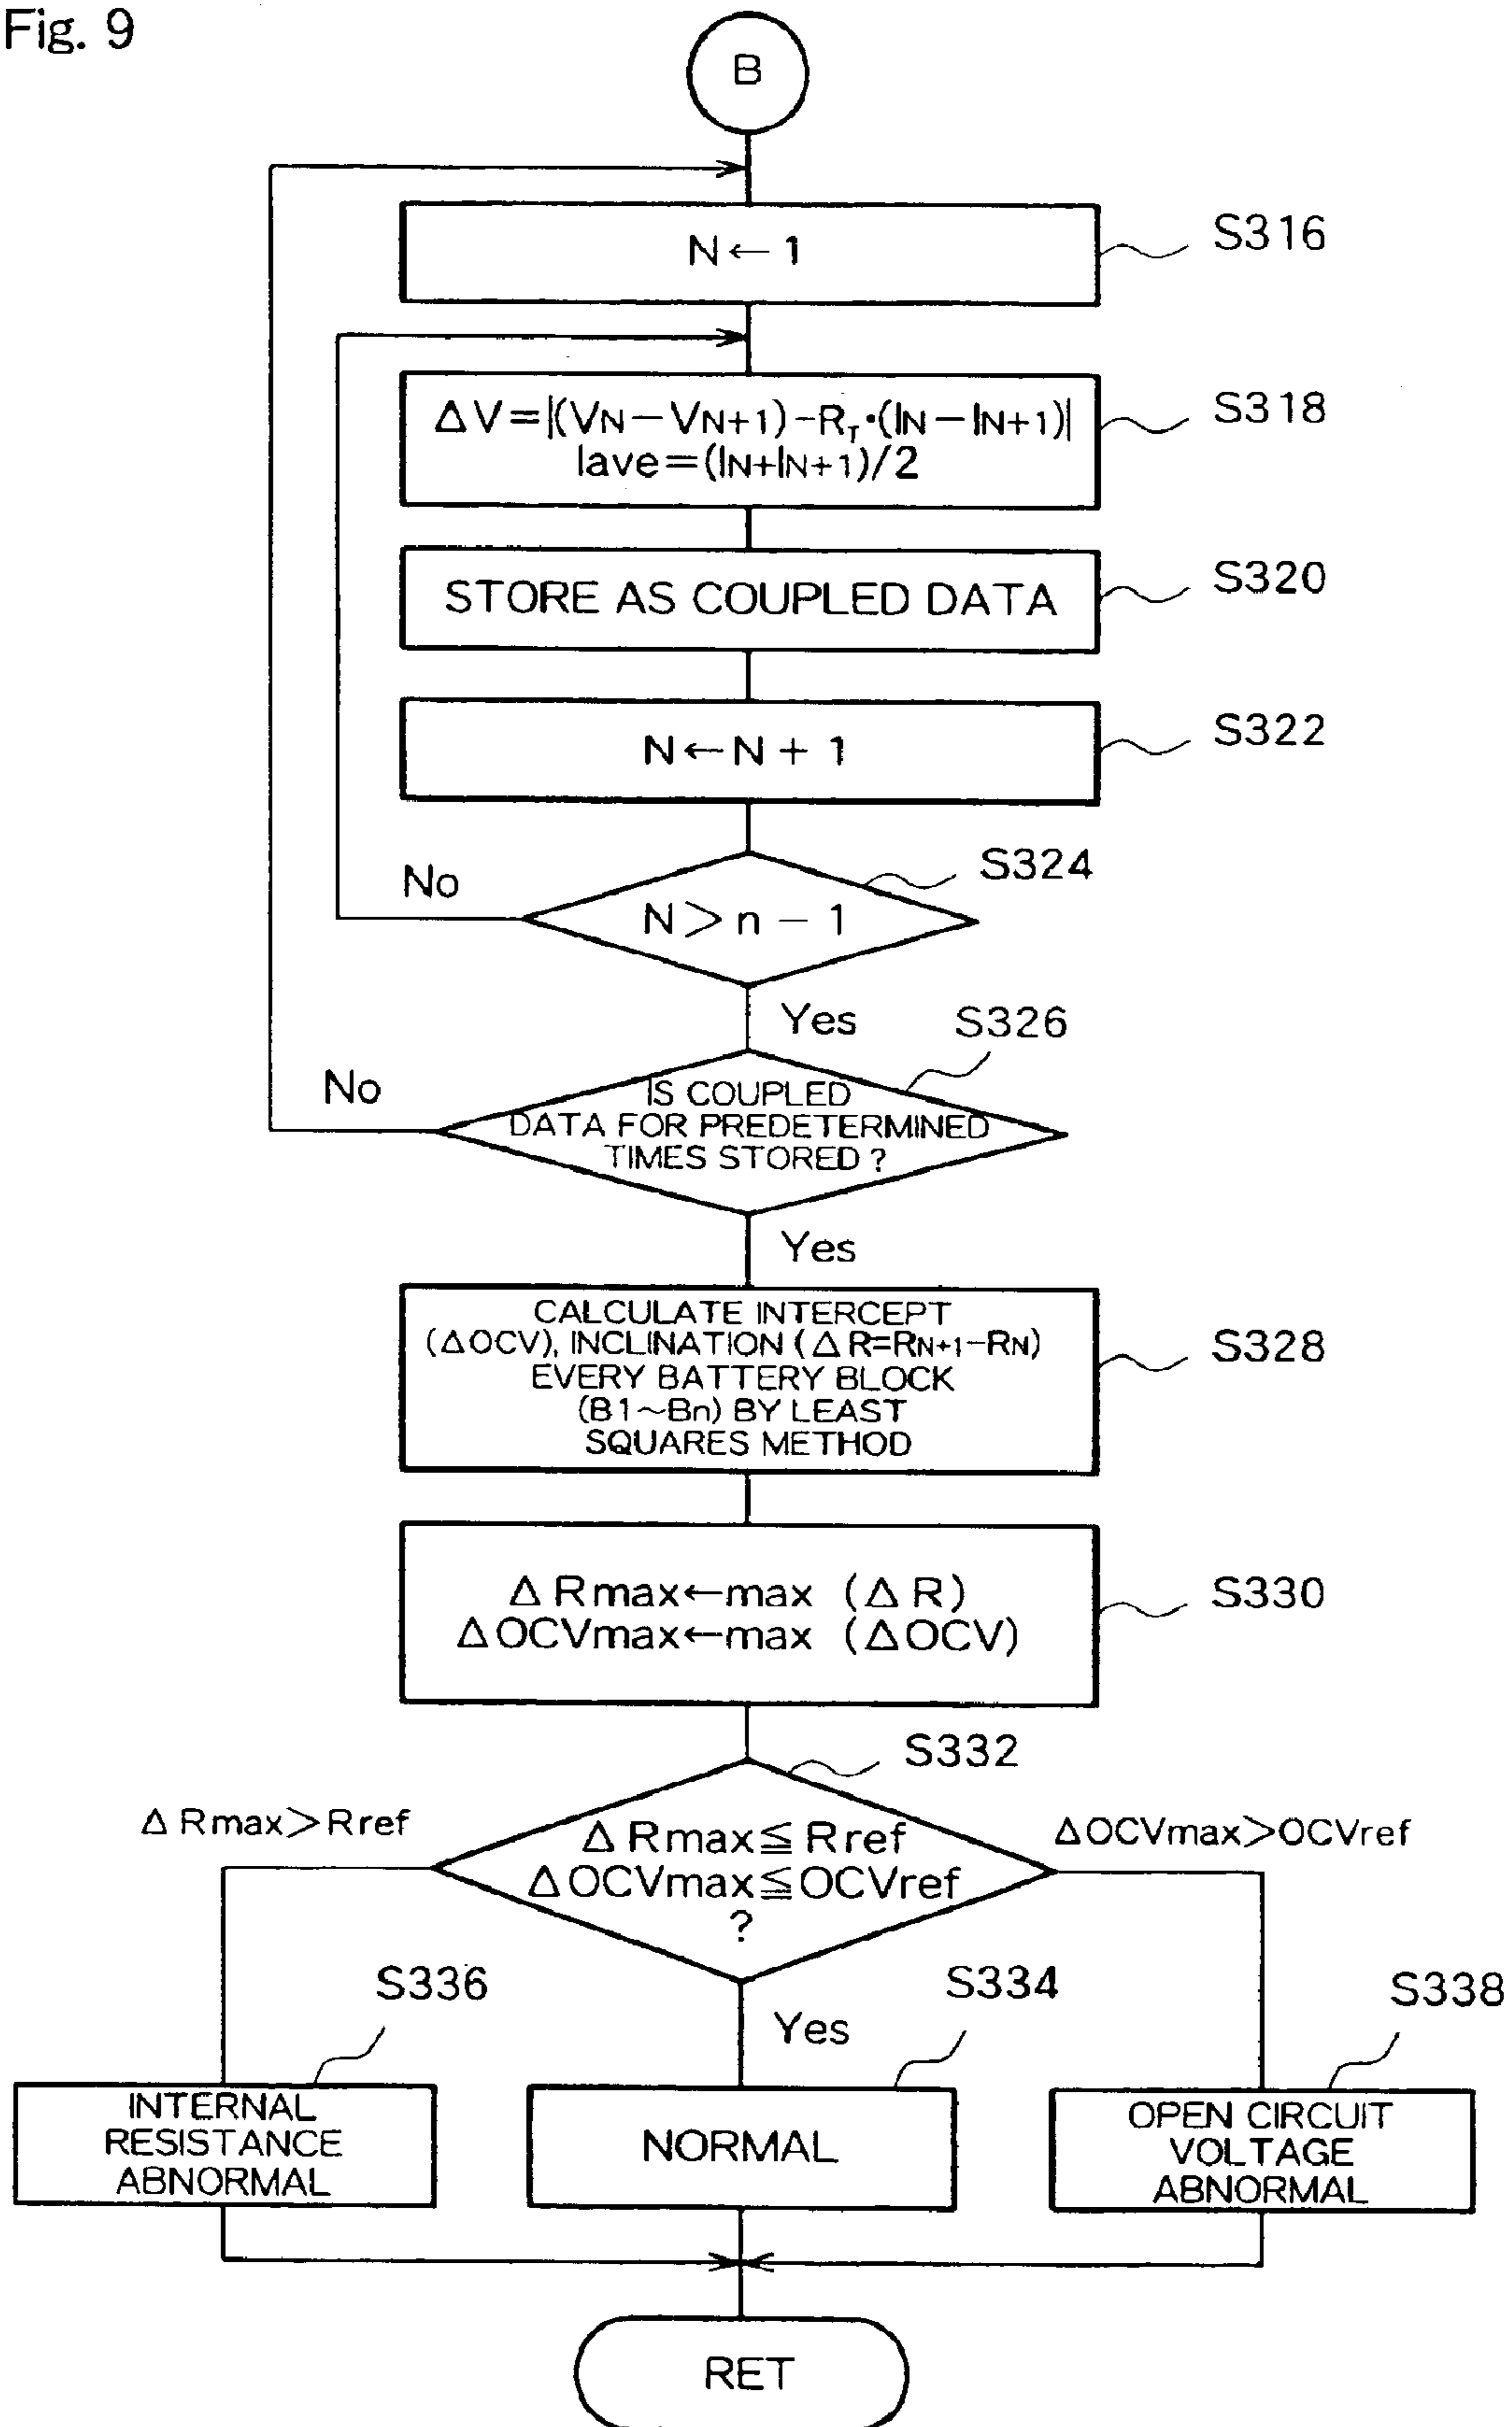 Fig. 9
B
N←1
S316
ΔV=|(VN−VN+1)−RT·(IN−IN+1)|
Iave=(IN+IN+1)/2
S318
STORE AS COUPLED DATA
S320
N←N + 1
S322
S324
No
N>n − 1
Yes
S326
No
IS COUPLED
DATA FOR PREDETERMINED
TIMES STORED ?
Yes
CALCULATE INTERCEPT
(ΔOCV), INCLINATION (ΔR=RN+1−RN)
EVERY BATTERY BLOCK
(B1~Bn) BY LEAST
SQUARES METHOD
S328
ΔRmax←max (ΔR)
ΔOCVmax←max (ΔOCV)
S330
S332
ΔRmax>Rref
ΔRmax≦Rref
ΔOCVmax≦OCVref
?
ΔOCVmax>OCVref
S336
S334
S338
Yes
INTERNAL
RESISTANCE
ABNORMAL
NORMAL
OPEN CIRCUIT
VOLTAGE
ABNORMAL
RET